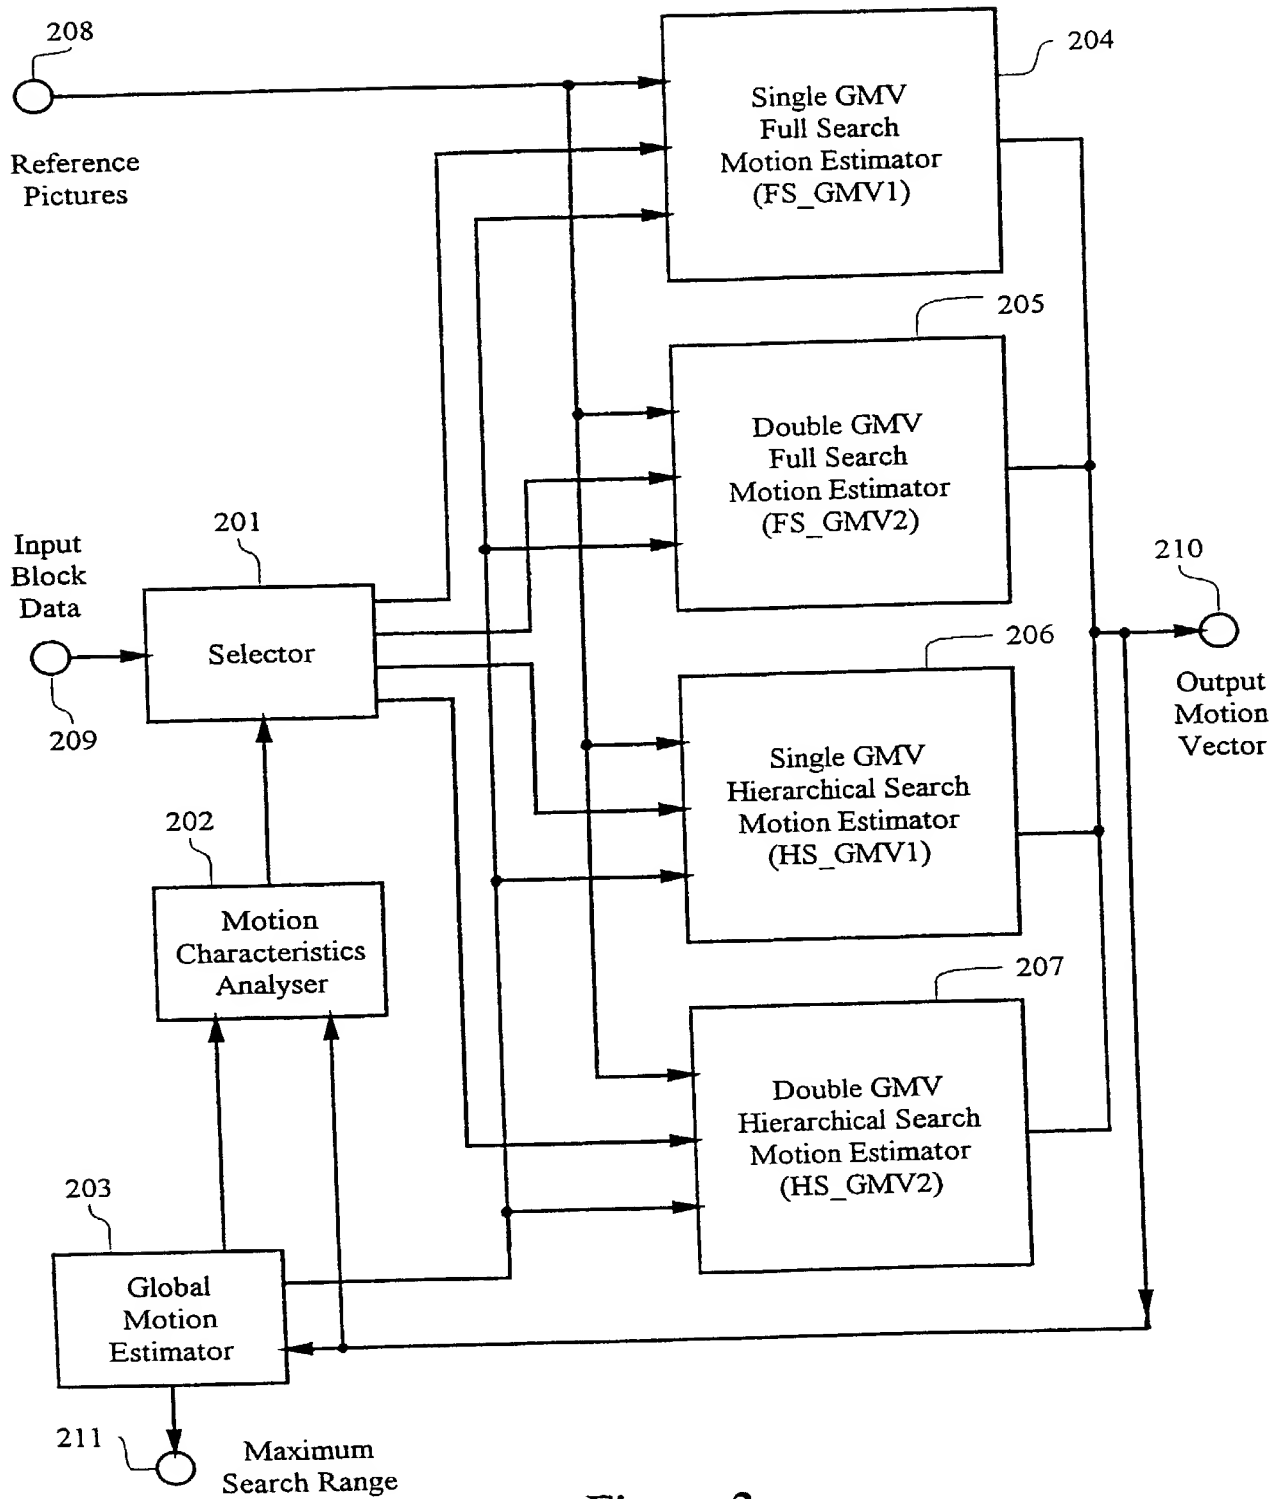 208
Reference
Pictures
204
Single GMV
Full Search
Motion Estimator
(FS_GMV1)
205
Double GMV
Full Search
Motion Estimator
(FS_GMV2)
201
Input
Block
Data
209
Selector
206
Single GMV
Hierarchical Search
Motion Estimator
(HS_GMV1)
210
Output
Motion
Vector
202
Motion
Characteristics
Analyser
207
Double GMV
Hierarchical Search
Motion Estimator
(HS_GMV2)
203
Global
Motion
Estimator
211
Maximum
Search Range